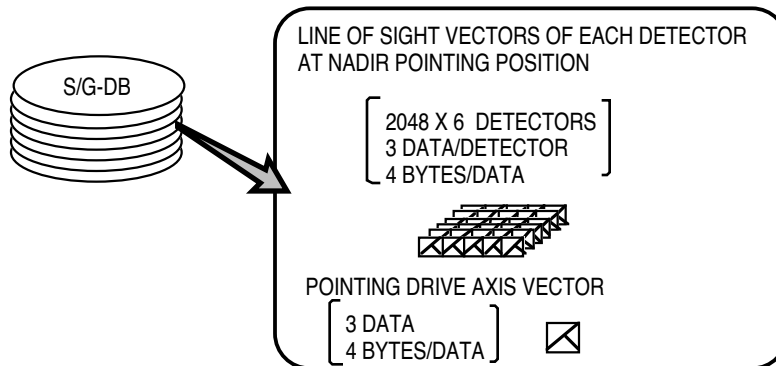 S/G-DB
LINE OF SIGHT VECTORS OF EACH DETECTOR
AT NADIR POINTING POSITION
2048 X 6 DETECTORS
3 DATA/DETECTOR
4 BYTES/DATA
POINTING DRIVE AXIS VECTOR
3 DATA
4 BYTES/DATA